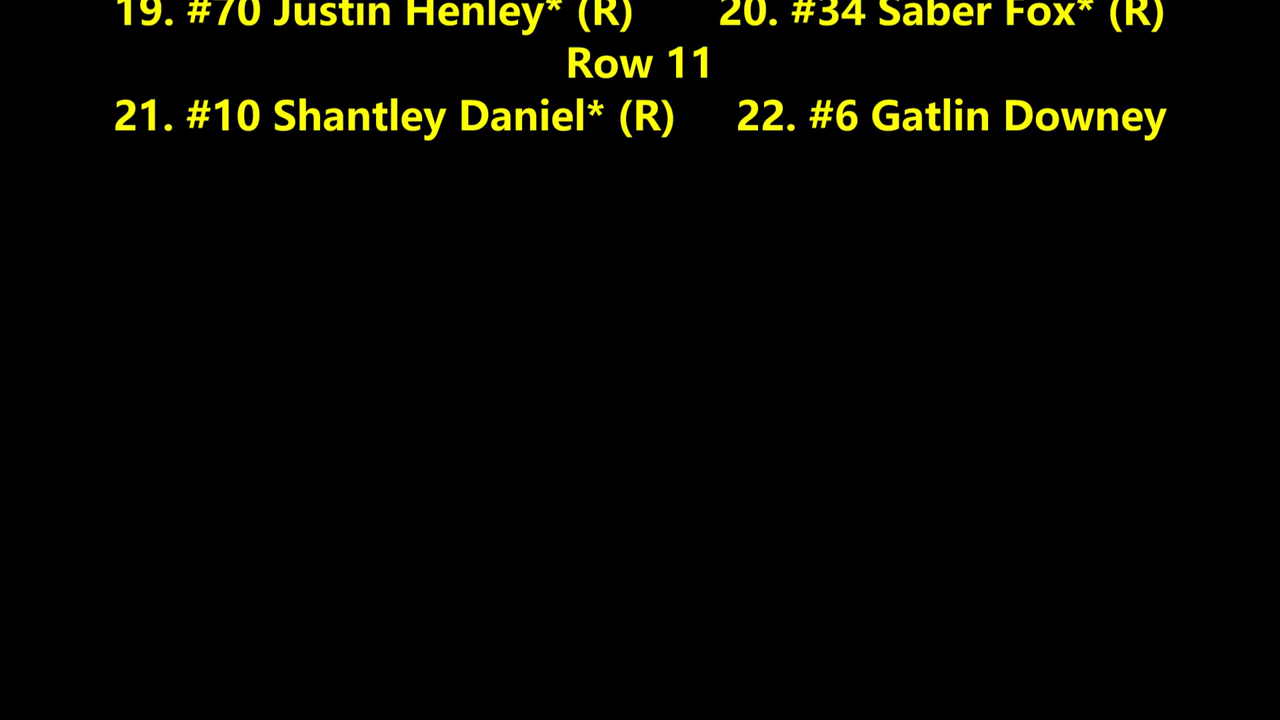 19. #70 Justin Henley* (R) 20. #34 Saber Fox* (R)
Row 11
21. #10 Shantley Daniel* (R) 22. #6 Gatlin Downey